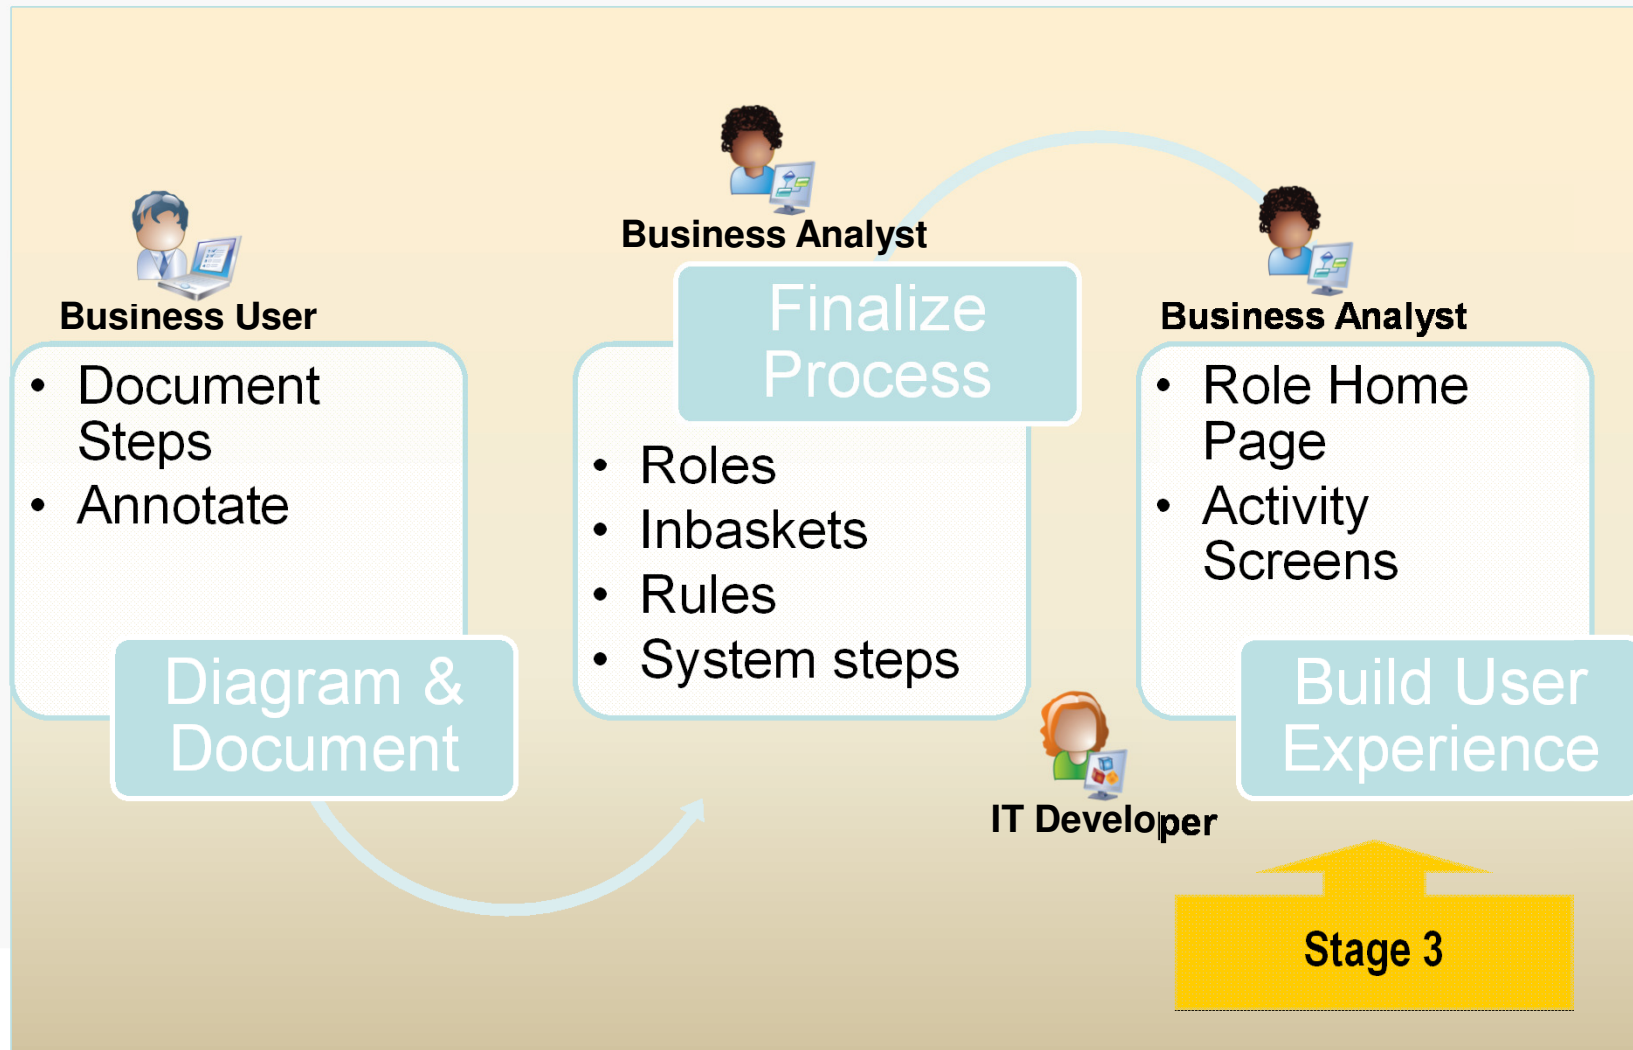 Business User
• Document
Steps
• Annotate
Diagram &
Document
Business Analyst
Finalize
Process
• Roles
• Inbaskets
• Rules
• System steps
IT Developer
Business Analyst
• Role Home
Page
• Activity
Screens
Build User
Experience
Stage 3